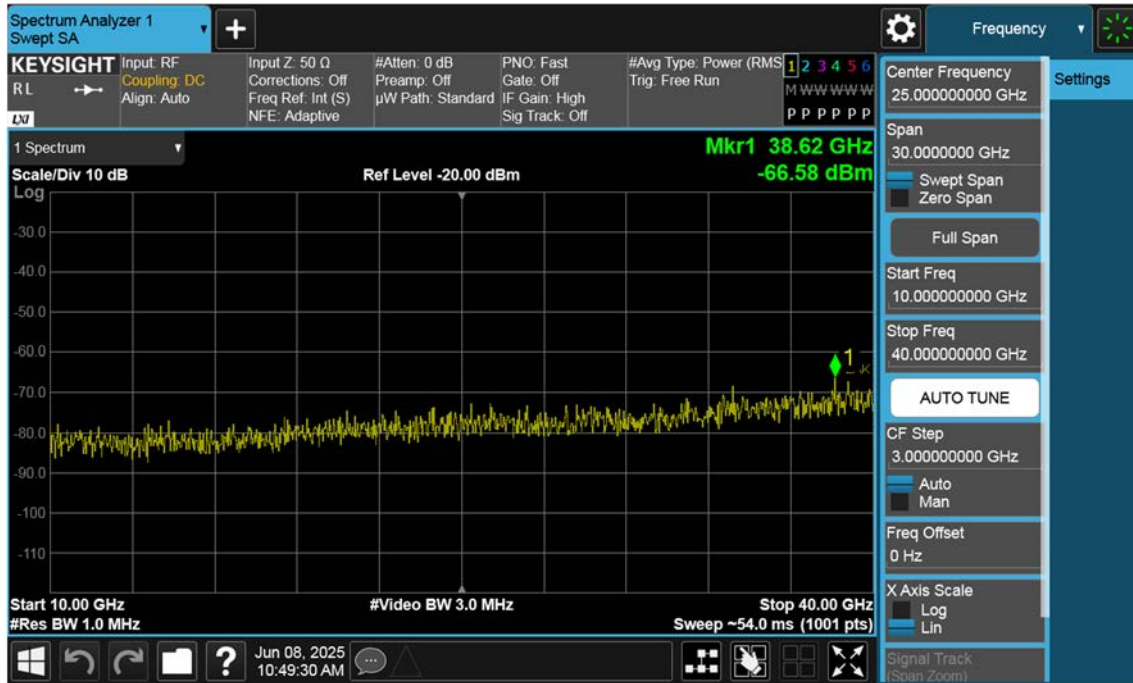 Spectrum Analyzer 1
Swept SA
+
Frequency
KEYSIGHT
RL
LXI
Input: RF
Coupling: DC
Align: Auto
Input Z: 50 Ω
Corrections: Off
Freq Ref: Int (S)
NFE: Adaptive
#Atten: 0 dB
Preamp: Off
µW Path: Standard
PNO: Fast
Gate: Off
IF Gain: High
Sig Track: Off
#Avg Type: Power (RMS
Trig: Free Run
1 2 3 4 5 6
M W W W W W
P P P P P P
1 Spectrum
Scale/Div 10 dB
Ref Level -20.00 dBm
Mkr1 38.62 GHz
-66.58 dBm
Log
-30.0
-40.0
-50.0
-60.0
-70.0
-80.0
-90.0
-100
-110
1
Start 10.00 GHz
#Video BW 3.0 MHz
Stop 40.00 GHz
#Res BW 1.0 MHz
Sweep ~54.0 ms (1001 pts)
?
Jun 08, 2025
10:49:30 AM
Center Frequency
25.000000000 GHz
Span
30.0000000 GHz
Swept Span
Zero Span
Full Span
Start Freq
10.000000000 GHz
Stop Freq
40.000000000 GHz
AUTO TUNE
CF Step
3.000000000 GHz
Auto
Man
Freq Offset
0 Hz
X Axis Scale
Log
Lin
Signal Track
(Span Zoom)
Settings